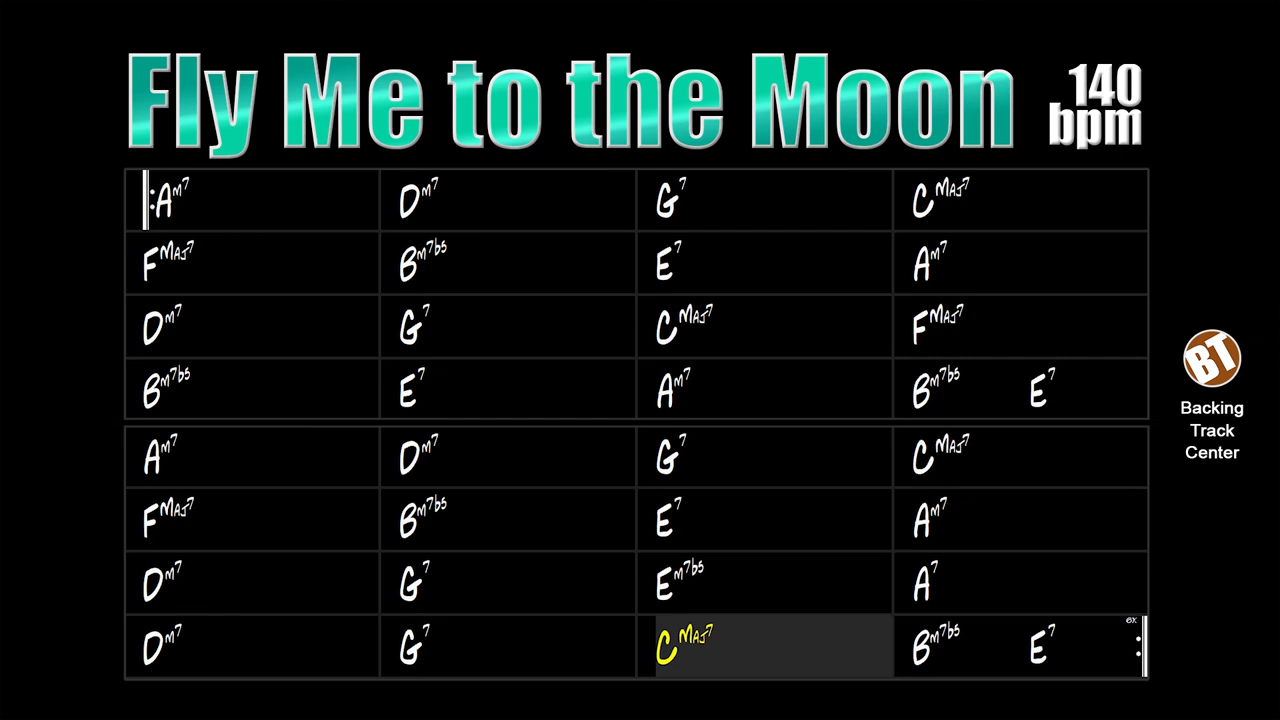 Fly Me to the Moon 140 bpm
Am7 Dm7 G7 CMaj7
FMaj7 Bm7b5 E7 Am7
Dm7 G7 CMaj7 FMaj7
Bm7b5 E7 Am7 Bm7b5 E7
Am7 Dm7 G7 CMaj7
FMaj7 Bm7b5 E7 Am7
Dm7 G7 Em7b5 A7
Dm7 G7 CMaj7 Bm7b5 E7 6x
BT
Backing
Track
Center